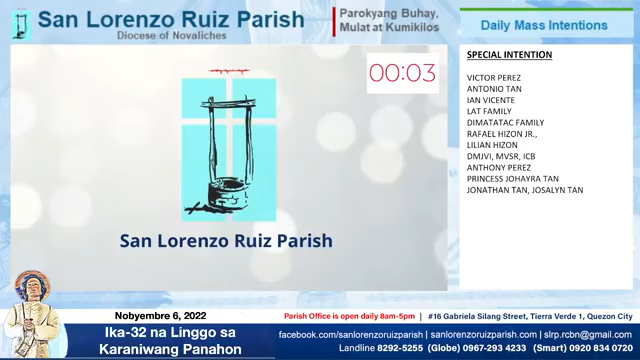 San Lorenzo Ruiz Parish
Diocese of Novaliches
Parokyang Buhay,
Mulat at Kumikilos
Daily Mass Intentions
00:03
San Lorenzo Ruiz Parish
SPECIAL INTENTION
VICTOR PEREZ
ANTONIO TAN
IAN VICENTE
LAT FAMILY
DIMATATAC FAMILY
RAFAEL HIZON JR.,
LILIAN HIZON
DMJVI, MVSR, ICB
ANTHONY PEREZ
PRINCESS JOHAYRA TAN
JONATHAN TAN, JOSALYN TAN
Nobyembre 6, 2022
Ika-32 na Linggo sa
Karaniwang Panahon
Parish Office is open daily 8am-5pm | #16 Gabriela Silang Street, Tierra Verde 1, Quezon City
facebook.com/sanlorenzoruizparish | sanlorenzoruizparish.com | slrp.rcbn@gmail.com
Landline 8292-5255 (Globe) 0967-293 4233 (Smart) 0920 834 0720